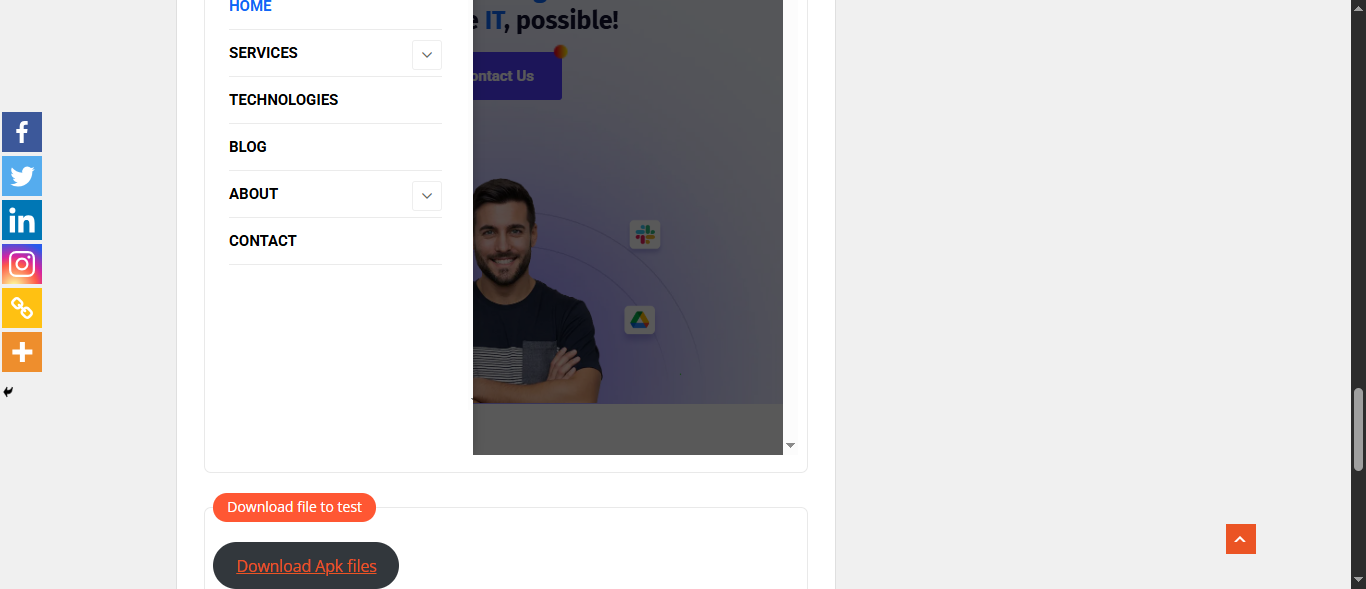 HOME
IT, possible!
SERVICES
ontact Us
TECHNOLOGIES
BLOG
ABOUT
CONTACT
Download file to test
Download Apk files